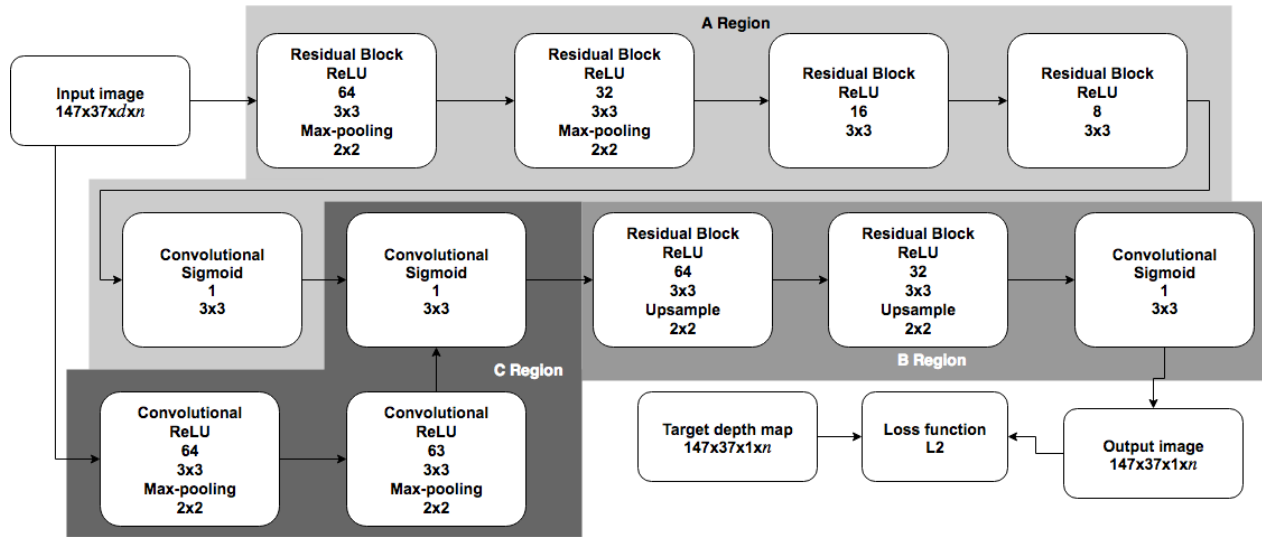 A Region
Input image
147x37xdxn
Residual Block
ReLU
64
3x3
Max-pooling
2x2
Residual Block
ReLU
32
3x3
Max-pooling
2x2
Residual Block
ReLU
16
3x3
Residual Block
ReLU
8
3x3
Convolutional
Sigmoid
1
3x3
Convolutional
Sigmoid
1
3x3
Residual Block
ReLU
64
3x3
Upsample
2x2
Residual Block
ReLU
32
3x3
Upsample
2x2
Convolutional
Sigmoid
1
3x3
B Region
C Region
Convolutional
ReLU
64
3x3
Max-pooling
2x2
Convolutional
ReLU
63
3x3
Max-pooling
2x2
Target depth map
147x37x1xn
Loss function
L2
Output image
147x37x1xn